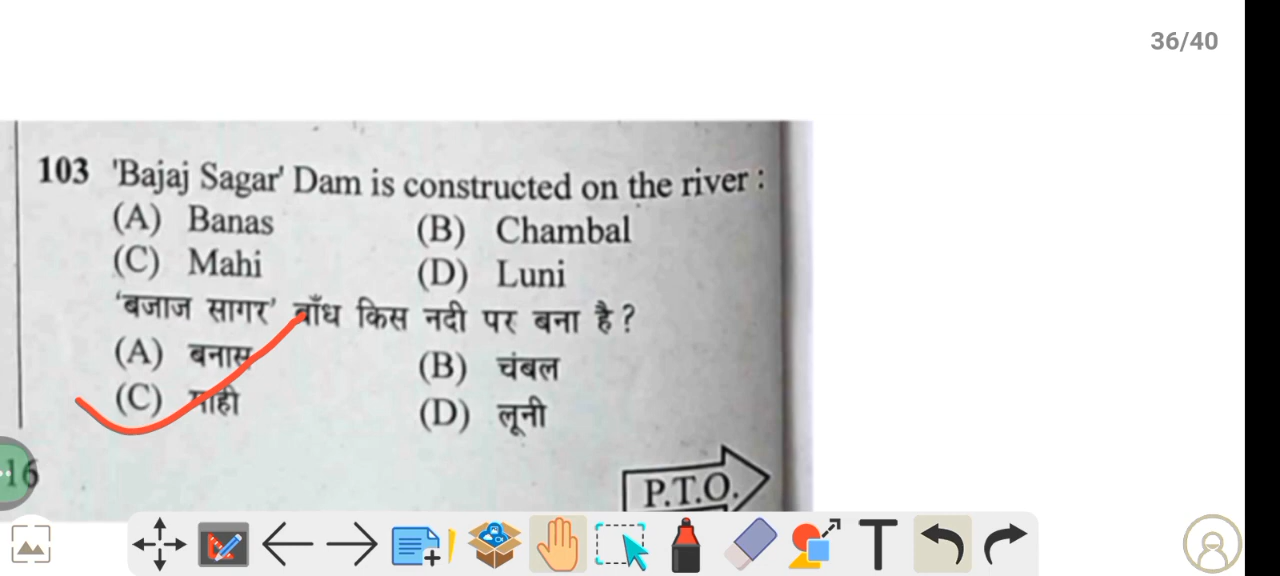 36/40
103 'Bajaj Sagar' Dam is constructed on the river :
(A) Banas (B) Chambal
(C) Mahi (D) Luni
'बजाज सागर' बाँध किस नदी पर बना है ?
(A) बनास (B) चंबल
(C) माही (D) लूनी
16
P.T.O.